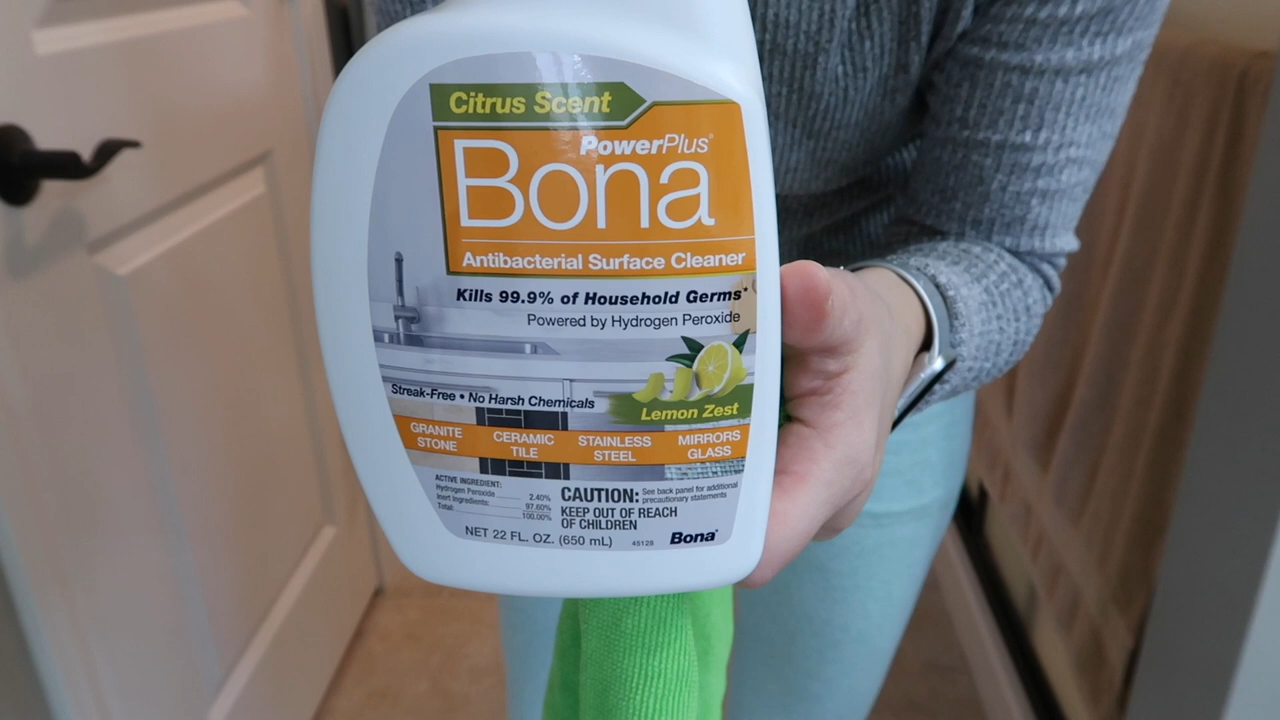 Citrus Scent
PowerPlus®
Bona
Antibacterial Surface Cleaner
Kills 99.9% of Household Germs*
Powered by Hydrogen Peroxide
Streak-Free • No Harsh Chemicals
Lemon Zest
GRANITE STONE
CERAMIC TILE
STAINLESS STEEL
MIRRORS GLASS
ACTIVE INGREDIENT:
Hydrogen Peroxide 2.40%
Inert Ingredients: 97.60%
Total: 100.00%
CAUTION: See back panel for additional
precautionary statements
KEEP OUT OF REACH
OF CHILDREN
NET 22 FL. OZ. (650 mL)
45128
Bona®